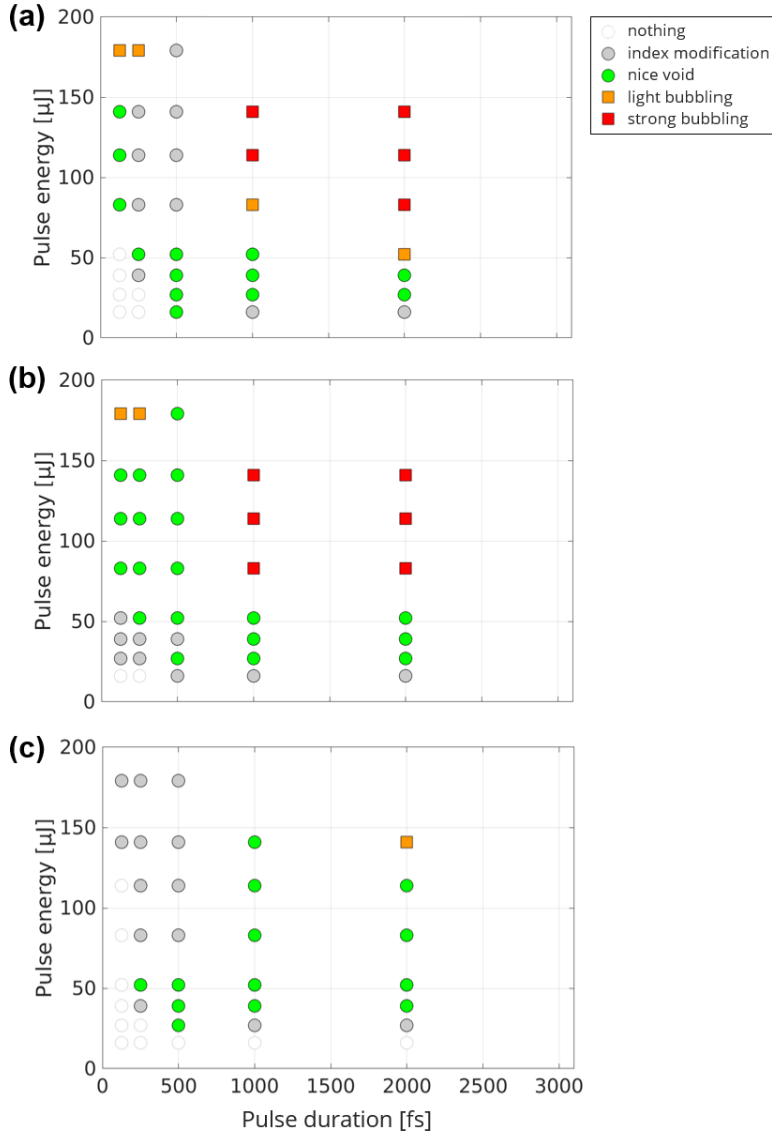 (a)
200
150
100
50
0
Pulse energy [µJ]
nothing
index modification
nice void
light bubbling
strong bubbling
(b)
200
150
100
50
0
Pulse energy [µJ]
(c)
200
150
100
50
0
Pulse energy [µJ]
0 500 1000 1500 2000 2500 3000
Pulse duration [fs]